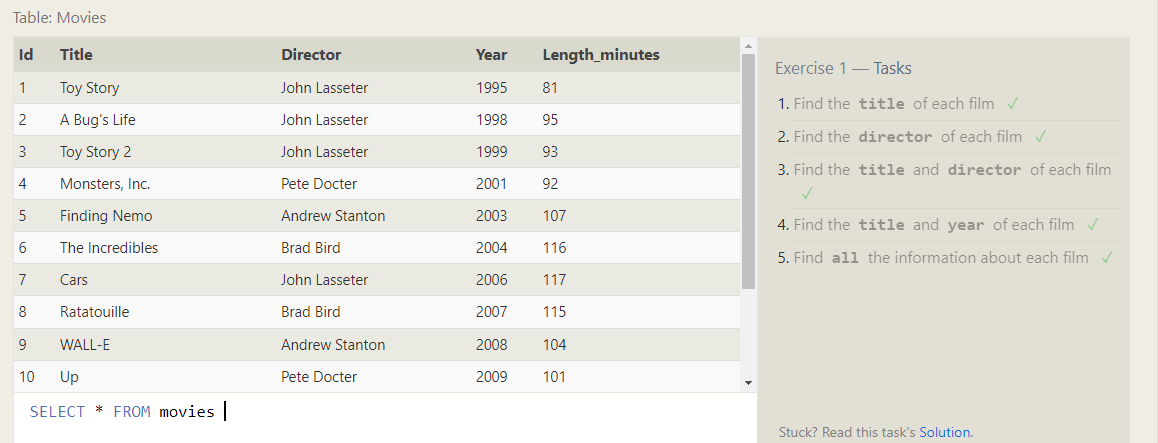 Table: Movies
Id Title Director Year Length_minutes
1 Toy Story John Lasseter 1995 81
2 A Bug's Life John Lasseter 1998 95
3 Toy Story 2 John Lasseter 1999 93
4 Monsters, Inc. Pete Docter 2001 92
5 Finding Nemo Andrew Stanton 2003 107
6 The Incredibles Brad Bird 2004 116
7 Cars John Lasseter 2006 117
8 Ratatouille Brad Bird 2007 115
9 WALL-E Andrew Stanton 2008 104
10 Up Pete Docter 2009 101
SELECT * FROM movies
Exercise 1 — Tasks
1. Find the title of each film ✓
2. Find the director of each film ✓
3. Find the title and director of each film
✓
4. Find the title and year of each film ✓
5. Find all the information about each film ✓
Stuck? Read this task's Solution.